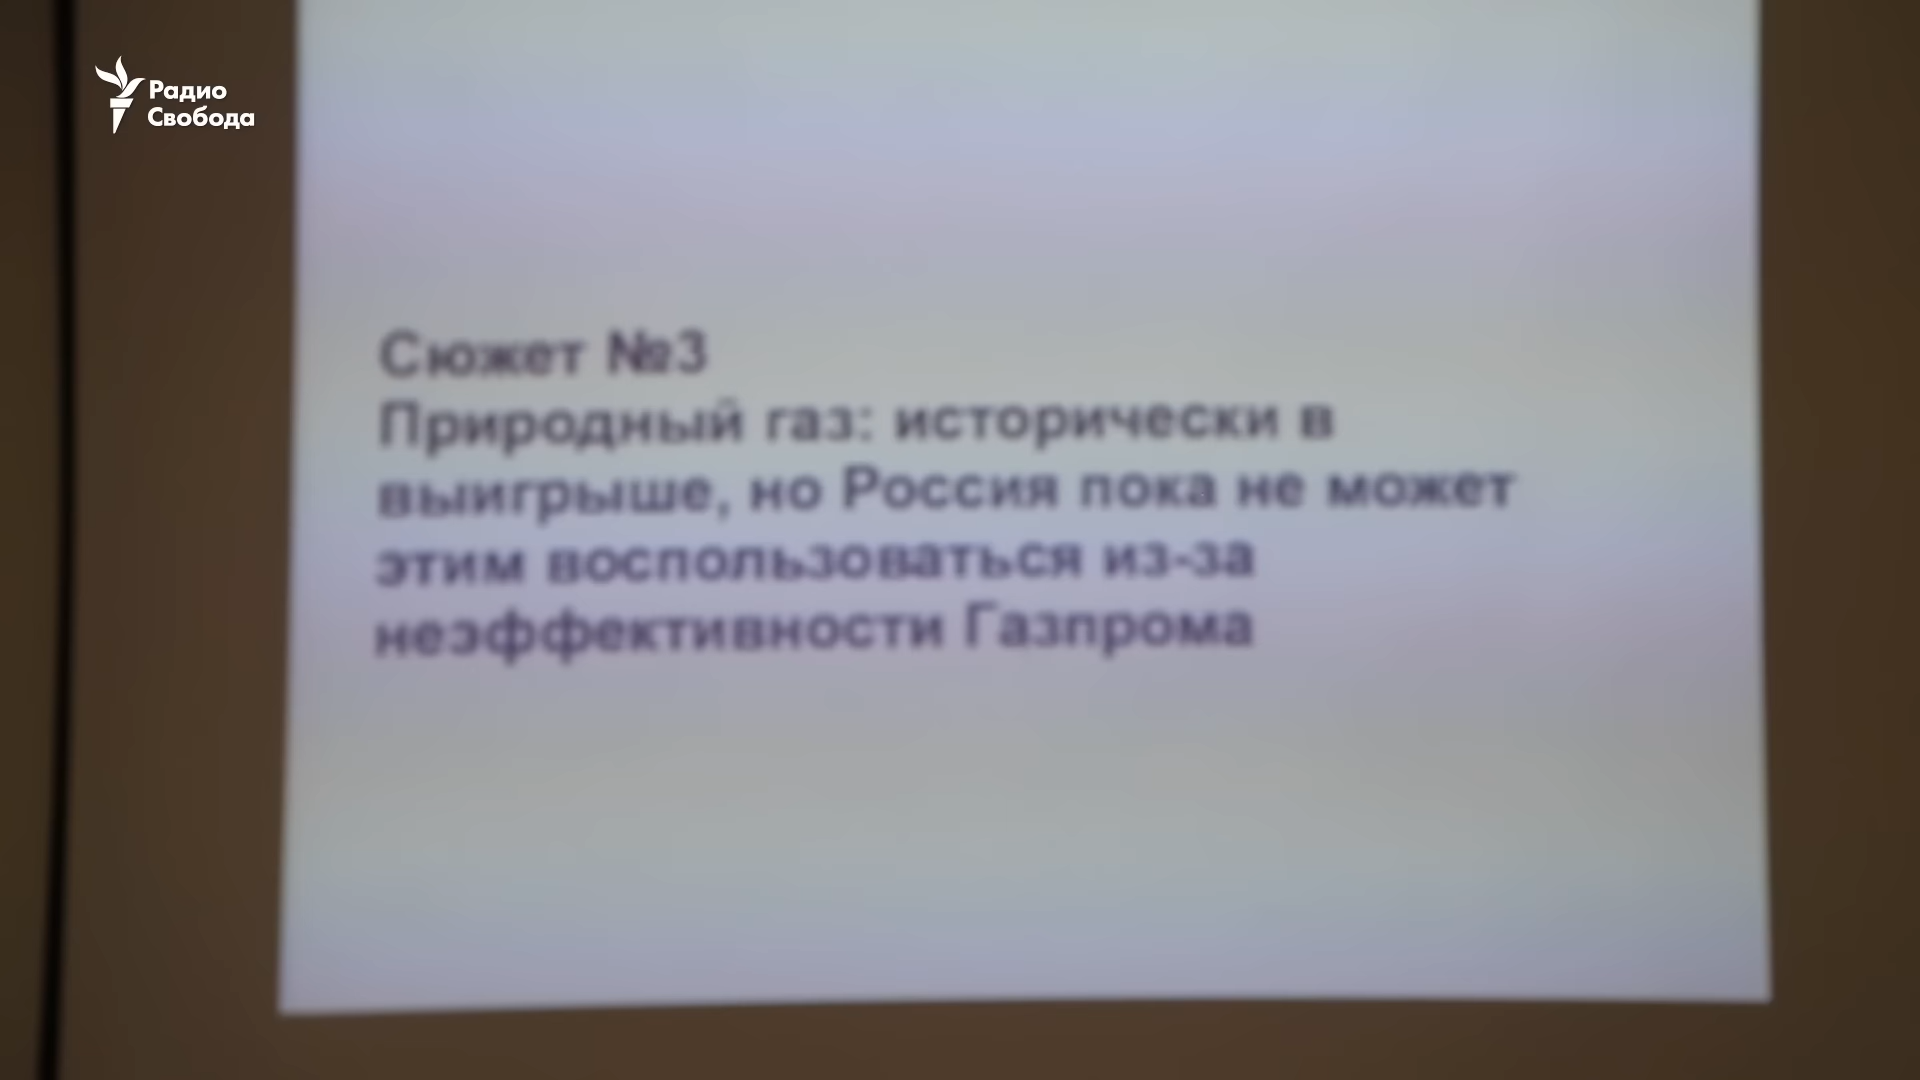 Радио
Свобода
Сюжет №3
Природный газ: исторически в
выигрыше, но Россия пока не может
этим воспользоваться из-за
неэффективности Газпрома